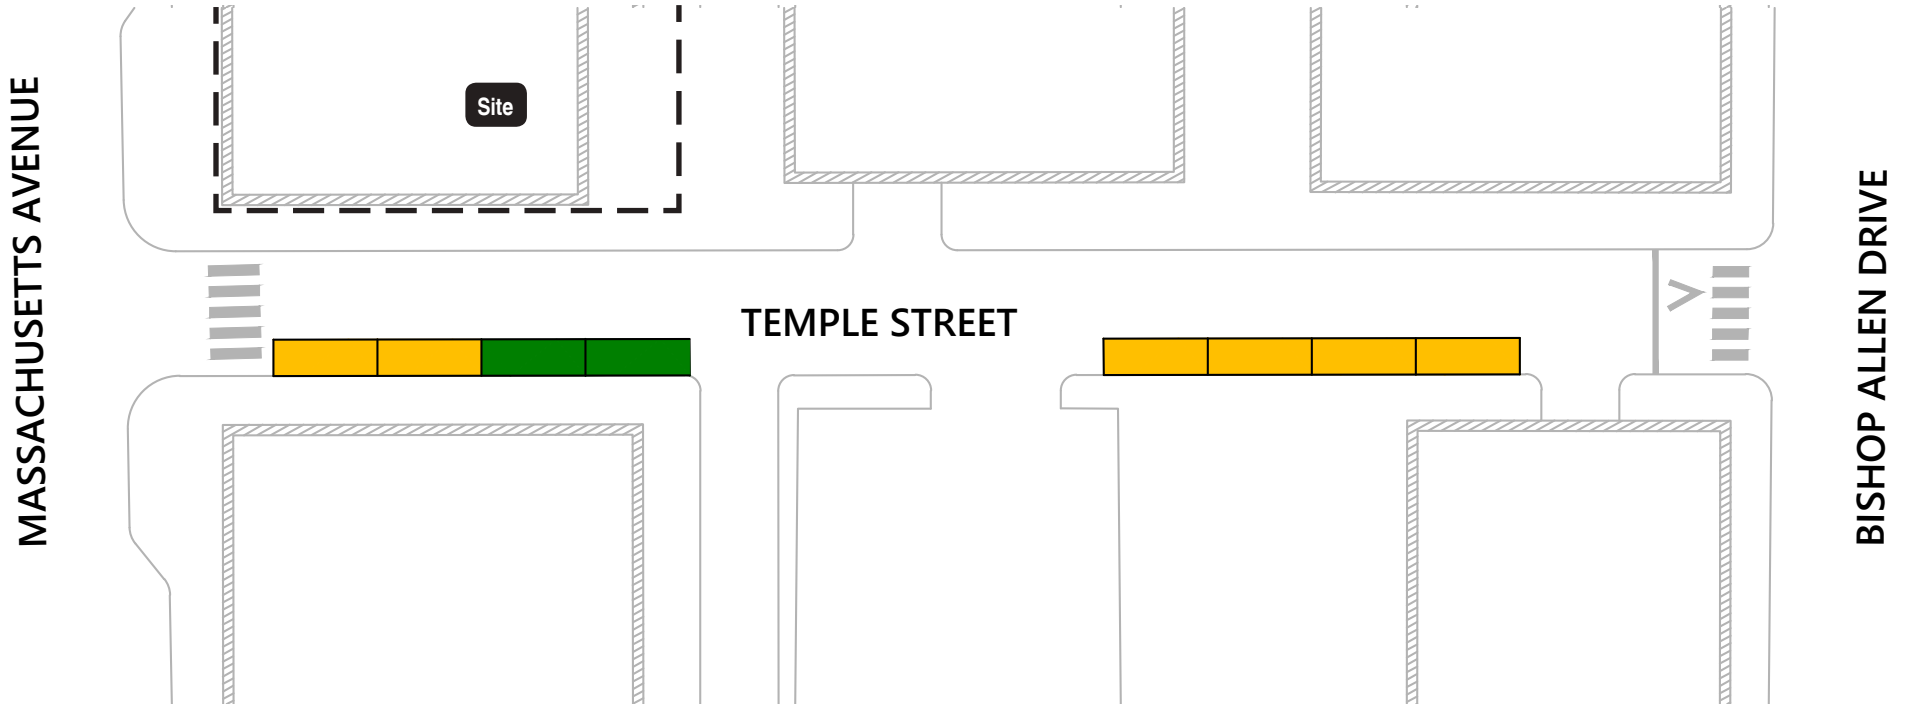 MASSACHUSETTS AVENUE
Site
TEMPLE STREET
BISHOP ALLEN DRIVE